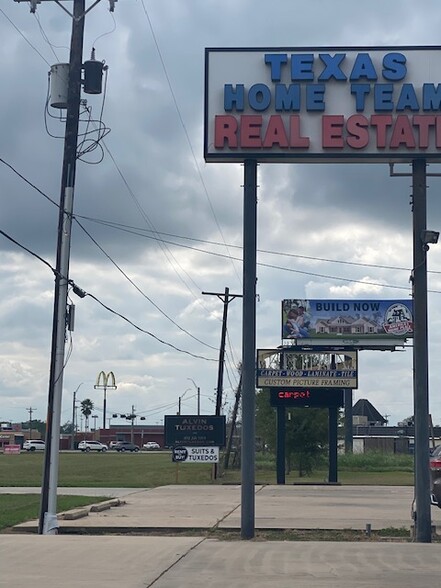 TEXAS
HOME TEAM
REAL ESTATE
BUILD NOW
CARPET · WOOD · LAMINATE · TILE
CUSTOM PICTURE FRAMING
carpet
ALVIN
TUXEDOS
SUITS &
TUXEDOS